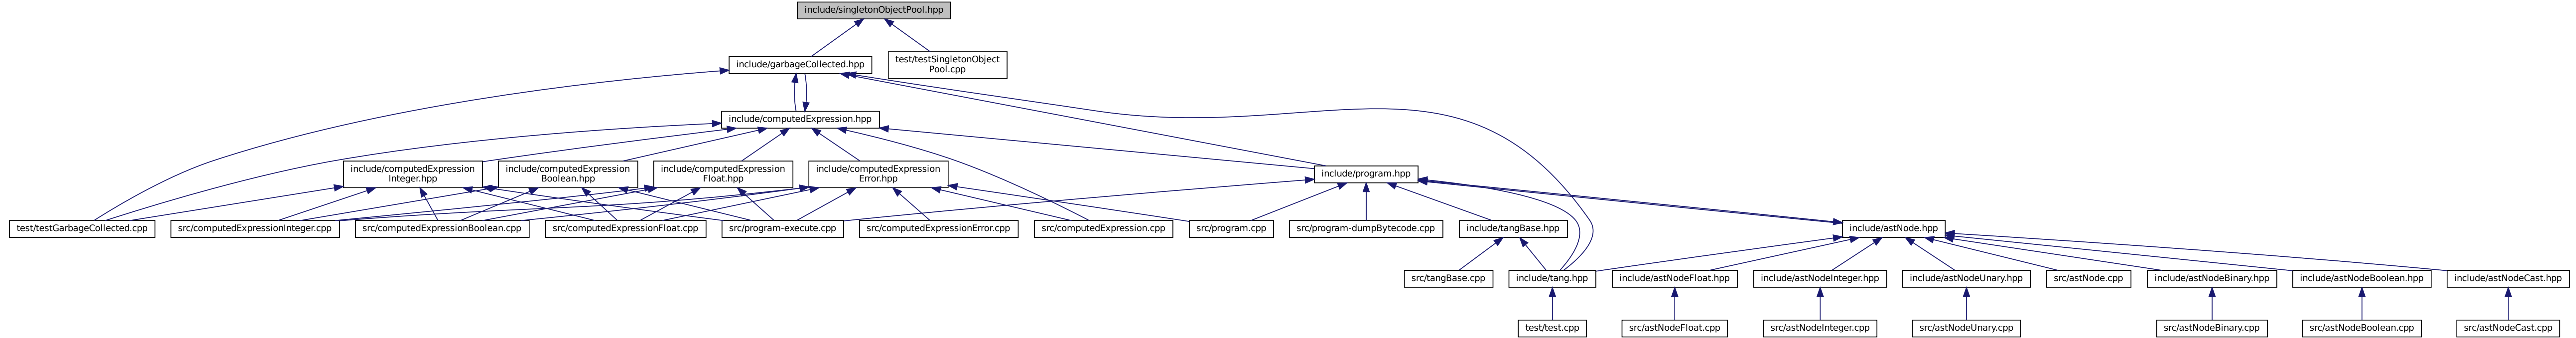 include/singletonObjectPool.hpp
include/garbageCollected.hpp
test/testSingletonObject
Pool.cpp
include/computedExpression.hpp
include/computedExpression
Integer.hpp
include/computedExpression
Boolean.hpp
include/computedExpression
Float.hpp
include/computedExpression
Error.hpp
include/program.hpp
test/testGarbageCollected.cpp
src/computedExpressionInteger.cpp
src/computedExpressionBoolean.cpp
src/computedExpressionFloat.cpp
src/program-execute.cpp
src/computedExpressionError.cpp
src/computedExpression.cpp
src/program.cpp
src/program-dumpBytecode.cpp
include/tangBase.hpp
include/astNode.hpp
src/tangBase.cpp
include/tang.hpp
include/astNodeFloat.hpp
include/astNodeInteger.hpp
include/astNodeUnary.hpp
src/astNode.cpp
include/astNodeBinary.hpp
include/astNodeBoolean.hpp
include/astNodeCast.hpp
test/test.cpp
src/astNodeFloat.cpp
src/astNodeInteger.cpp
src/astNodeUnary.cpp
src/astNodeBinary.cpp
src/astNodeBoolean.cpp
src/astNodeCast.cpp